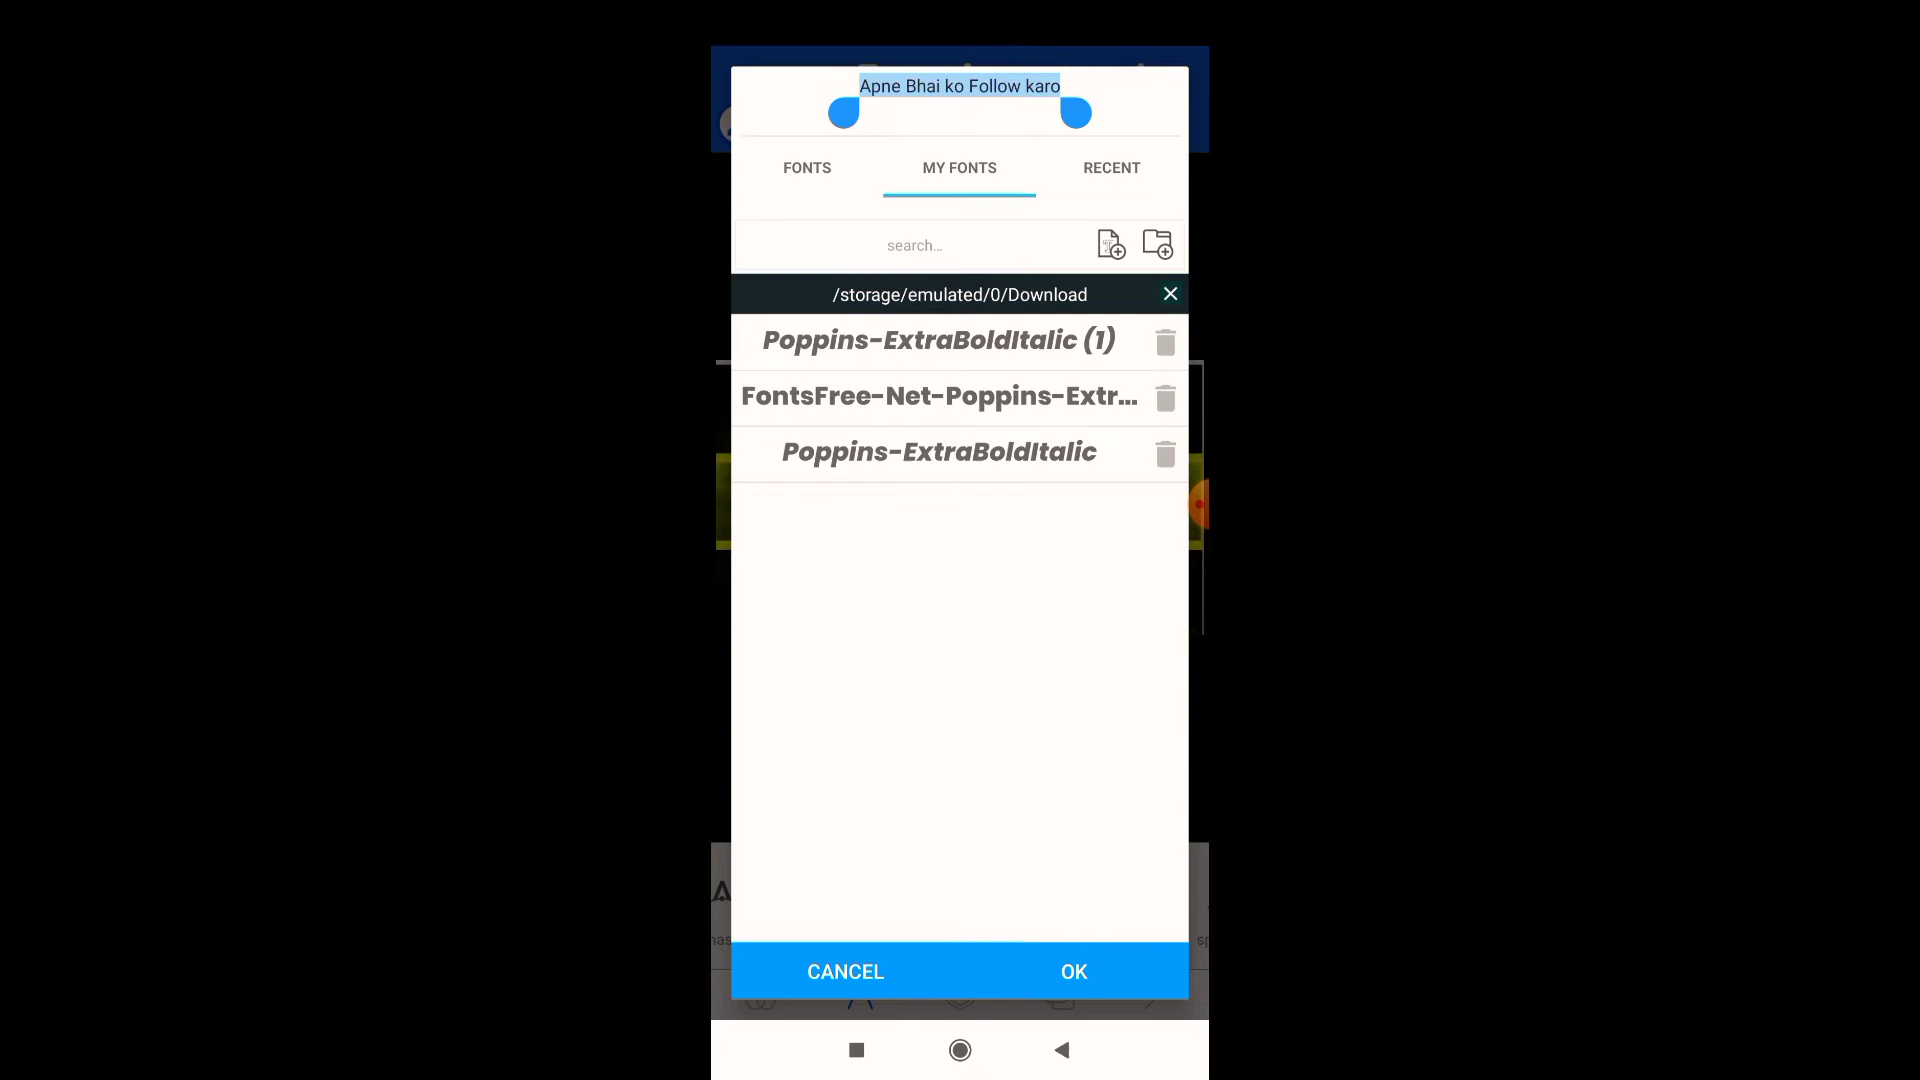 Apne Bhai ko Follow karo
FONTS MY FONTS RECENT
search...
/storage/emulated/0/Download
Poppins-ExtraBoldItalic (1)
FontsFree-Net-Poppins-Extr...
Poppins-ExtraBoldItalic
CANCEL OK